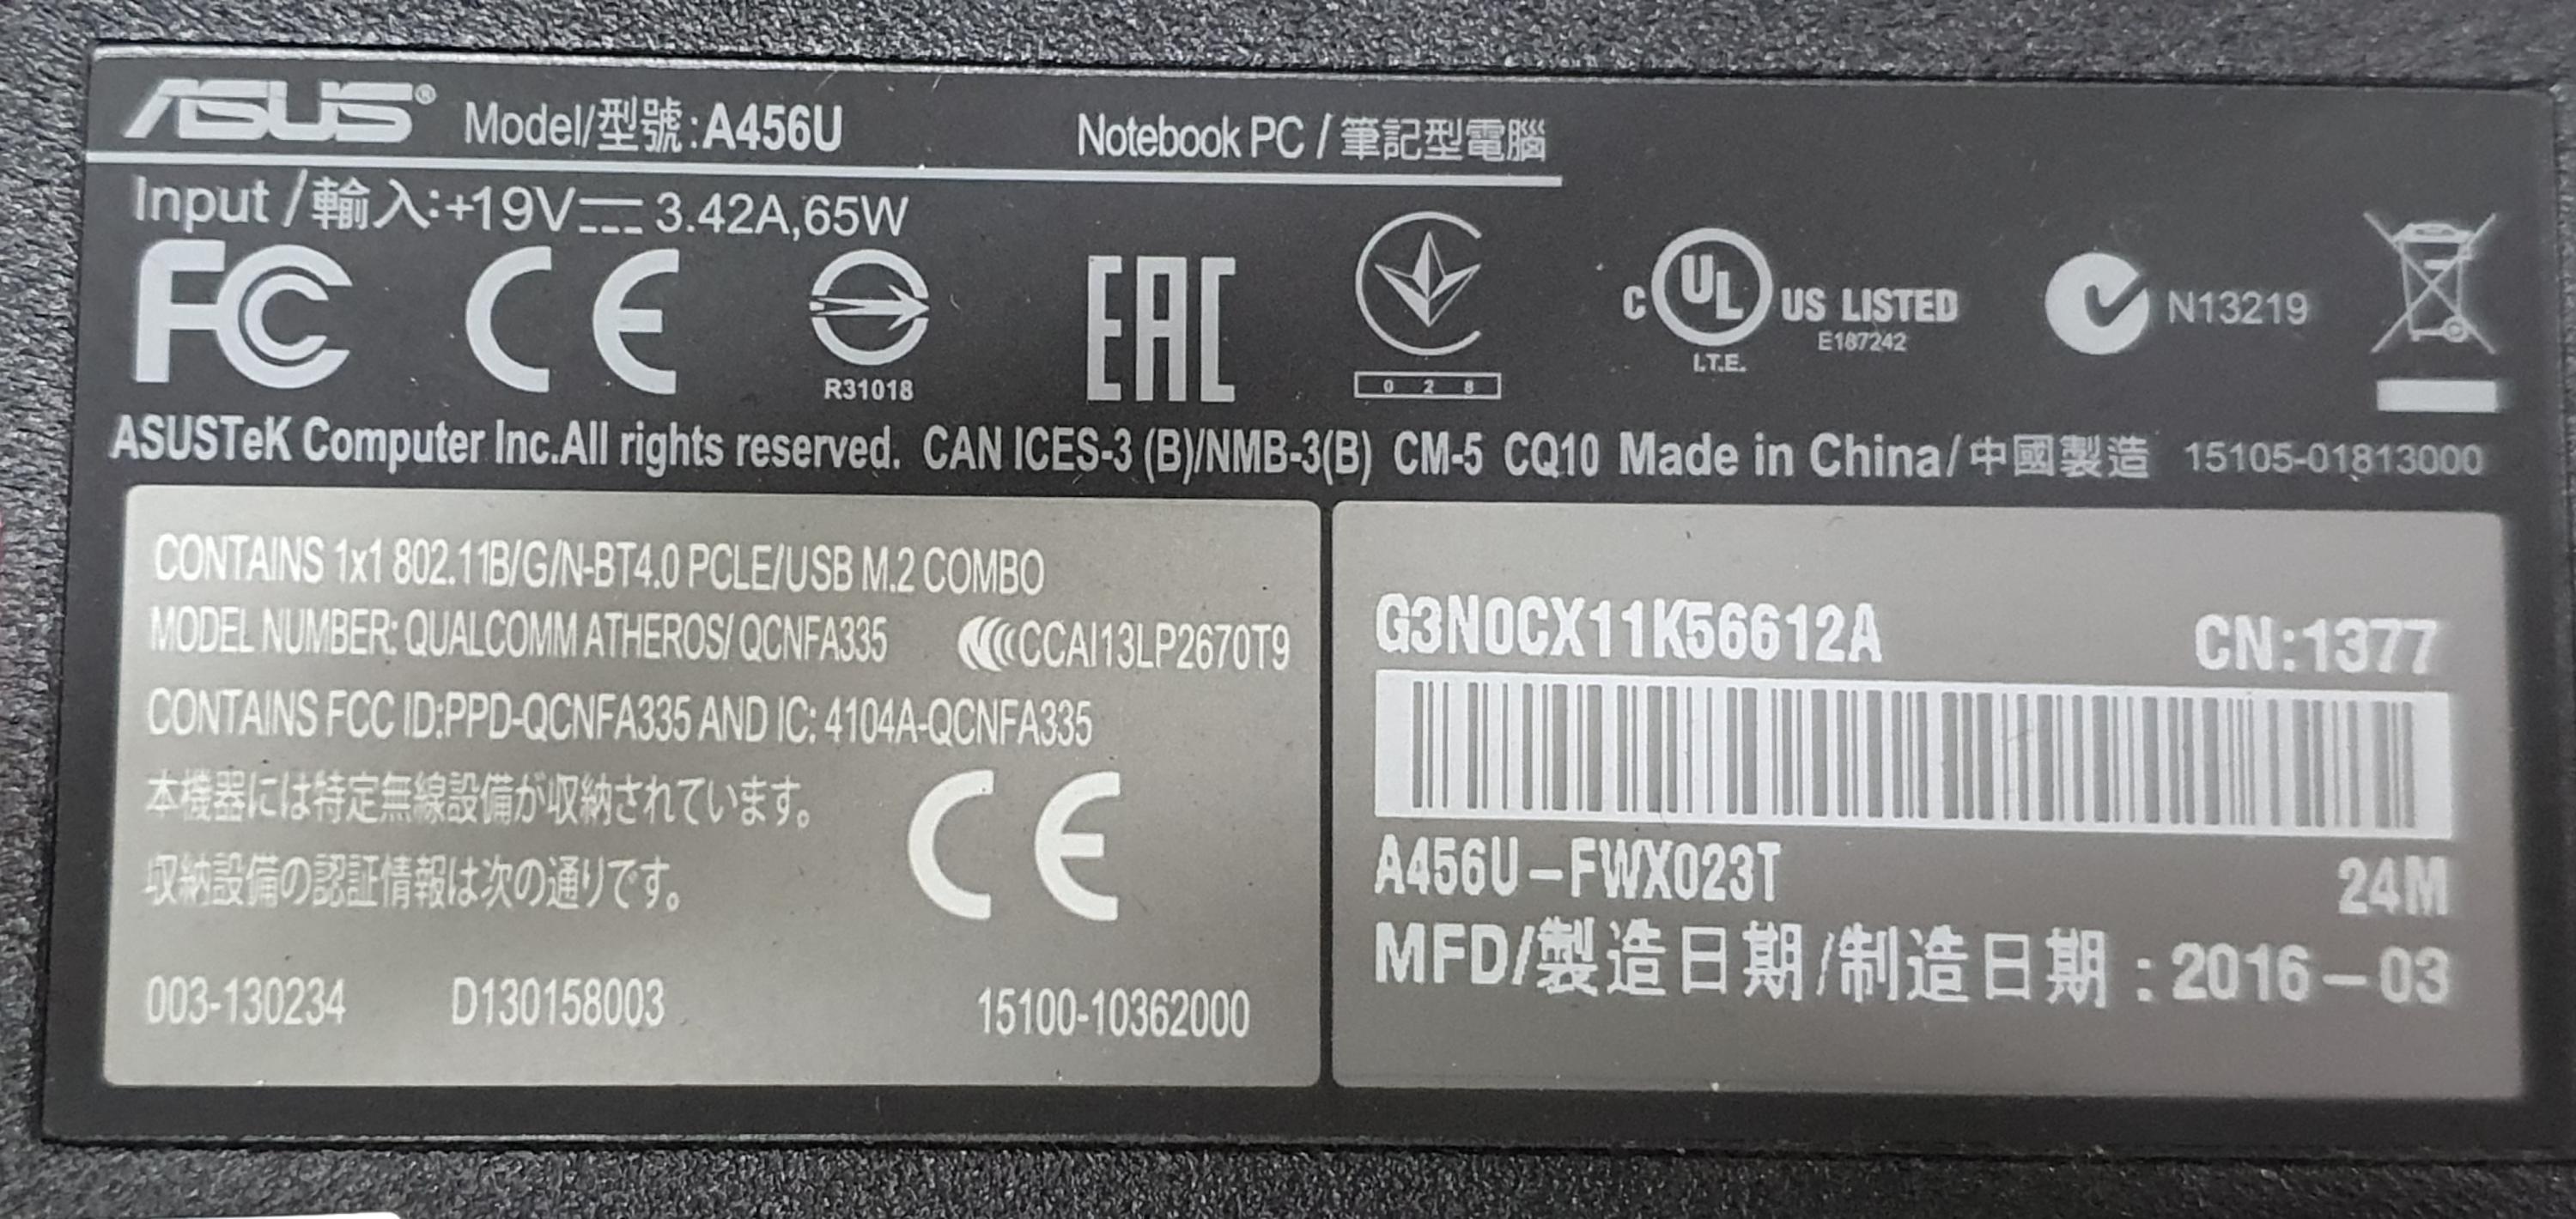 ASUS® Model/型號:A456U Notebook PC / 筆記型電腦
Input /輸入:+19V⎓3.42A,65W
FC CE R31018 EAC 028 C UL US LISTED I.T.E. E187242 N13219
ASUSTeK Computer Inc.All rights reserved. CAN ICES-3 (B)/NMB-3(B) CM-5 CQ10 Made in China/中國製造 15105-01813000
CONTAINS 1x1 802.11B/G/N-BT4.0 PCLE/USB M.2 COMBO
MODEL NUMBER: QUALCOMM ATHEROS/ QCNFA335 CCAI13LP2670T9
CONTAINS FCC ID:PPD-QCNFA335 AND IC: 4104A-QCNFA335
本機器には特定無線設備が収納されています。
収納設備の認証情報は次の通りです。
CE
003-130234 D130158003 15100-10362000
G3N0CX11K56612A CN:1377
A456U-FWX023T 24M
MFD/製造日期/制造日期:2016-03